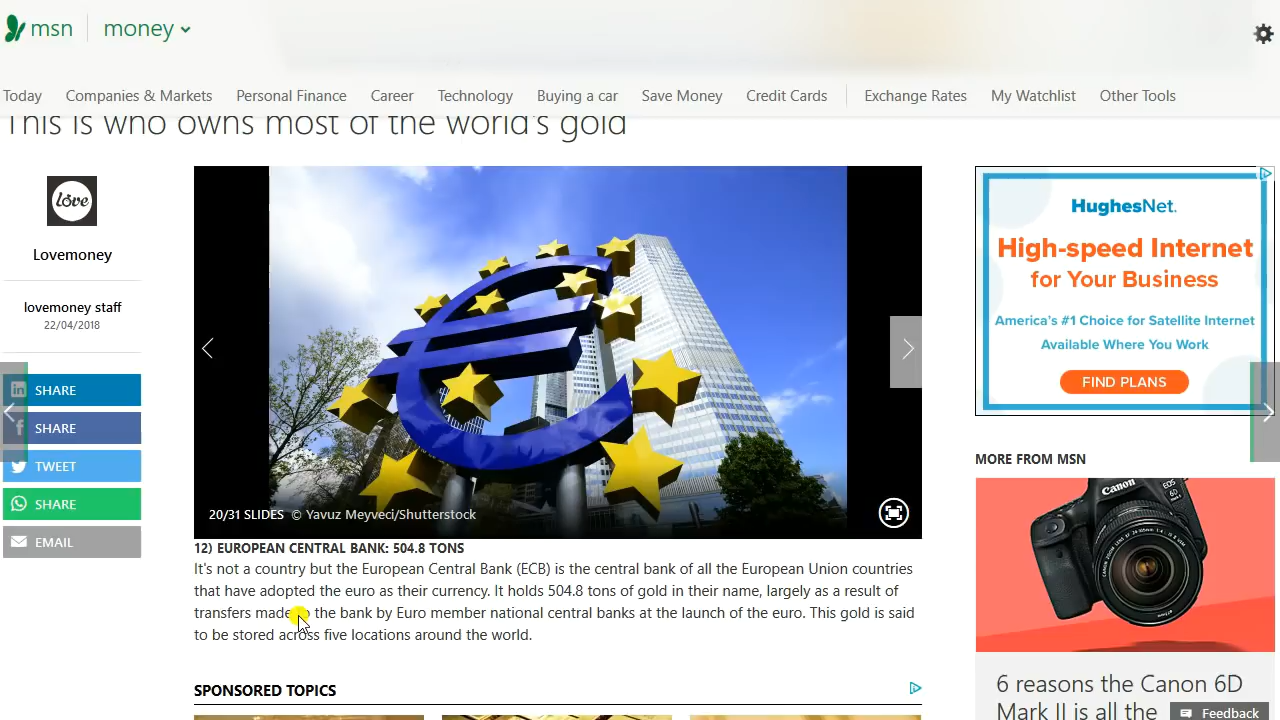 msn
money
Today
Companies & Markets
Personal Finance
Career
Technology
Buying a car
Save Money
Credit Cards
Exchange Rates
My Watchlist
Other Tools
This is who owns most of the world's gold
love
Lovemoney
lovemoney staff
22/04/2018
SHARE
SHARE
TWEET
SHARE
EMAIL
20/31 SLIDES © Yavuz Meyveci/Shutterstock
12) EUROPEAN CENTRAL BANK: 504.8 TONS
It's not a country but the European Central Bank (ECB) is the central bank of all the European Union countries
that have adopted the euro as their currency. It holds 504.8 tons of gold in their name, largely as a result of
transfers made to the bank by Euro member national central banks at the launch of the euro. This gold is said
to be stored across five locations around the world.
SPONSORED TOPICS
HughesNet.
High-speed Internet
for Your Business
America's #1 Choice for Satellite Internet
Available Where You Work
FIND PLANS
MORE FROM MSN
Canon
EOS
6D
6 reasons the Canon 6D
Mark II is all the
Feedback